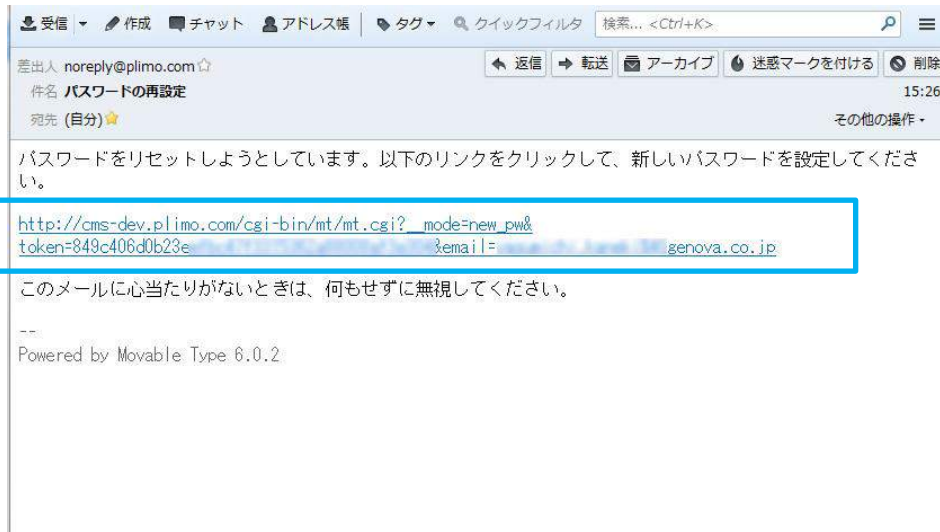 受信 作成 チャット アドレス帳 タグ クイックフィルタ 検索... <Ctrl+K>
差出人 noreply@plimo.com 返信 転送 アーカイブ 迷惑マークを付ける 削除
件名 パスワードの再設定 15:26
宛先 (自分) その他の操作
パスワードをリセットしようとしています。以下のリンクをクリックして、新しいパスワードを設定してくださ
い。
http://cms-dev.plimo.com/cgi-bin/mt/mt.cgi?__mode=new_pw&
token=849c406d0b23e &email= genova.co.jp
このメールに心当たりがないときは、何もせずに無視してください。
--
Powered by Movable Type 6.0.2